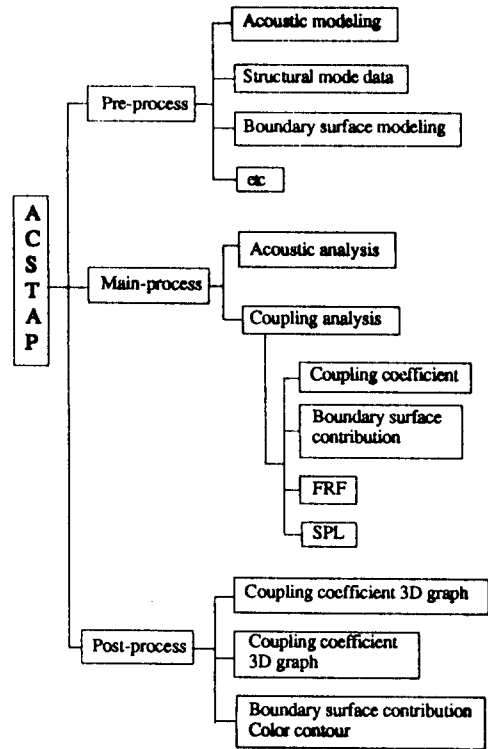 Acoustic modeling
Structural mode data
Pre-process
Boundary surface modeling
etc
A
C
S
T
A
P
Acoustic analysis
Main-process
Coupling analysis
Coupling coefficient
Boundary surface
contribution
FRF
SPL
Coupling coefficient 3D graph
Post-process
Coupling coefficient
3D graph
Boundary surface contribution
Color contour